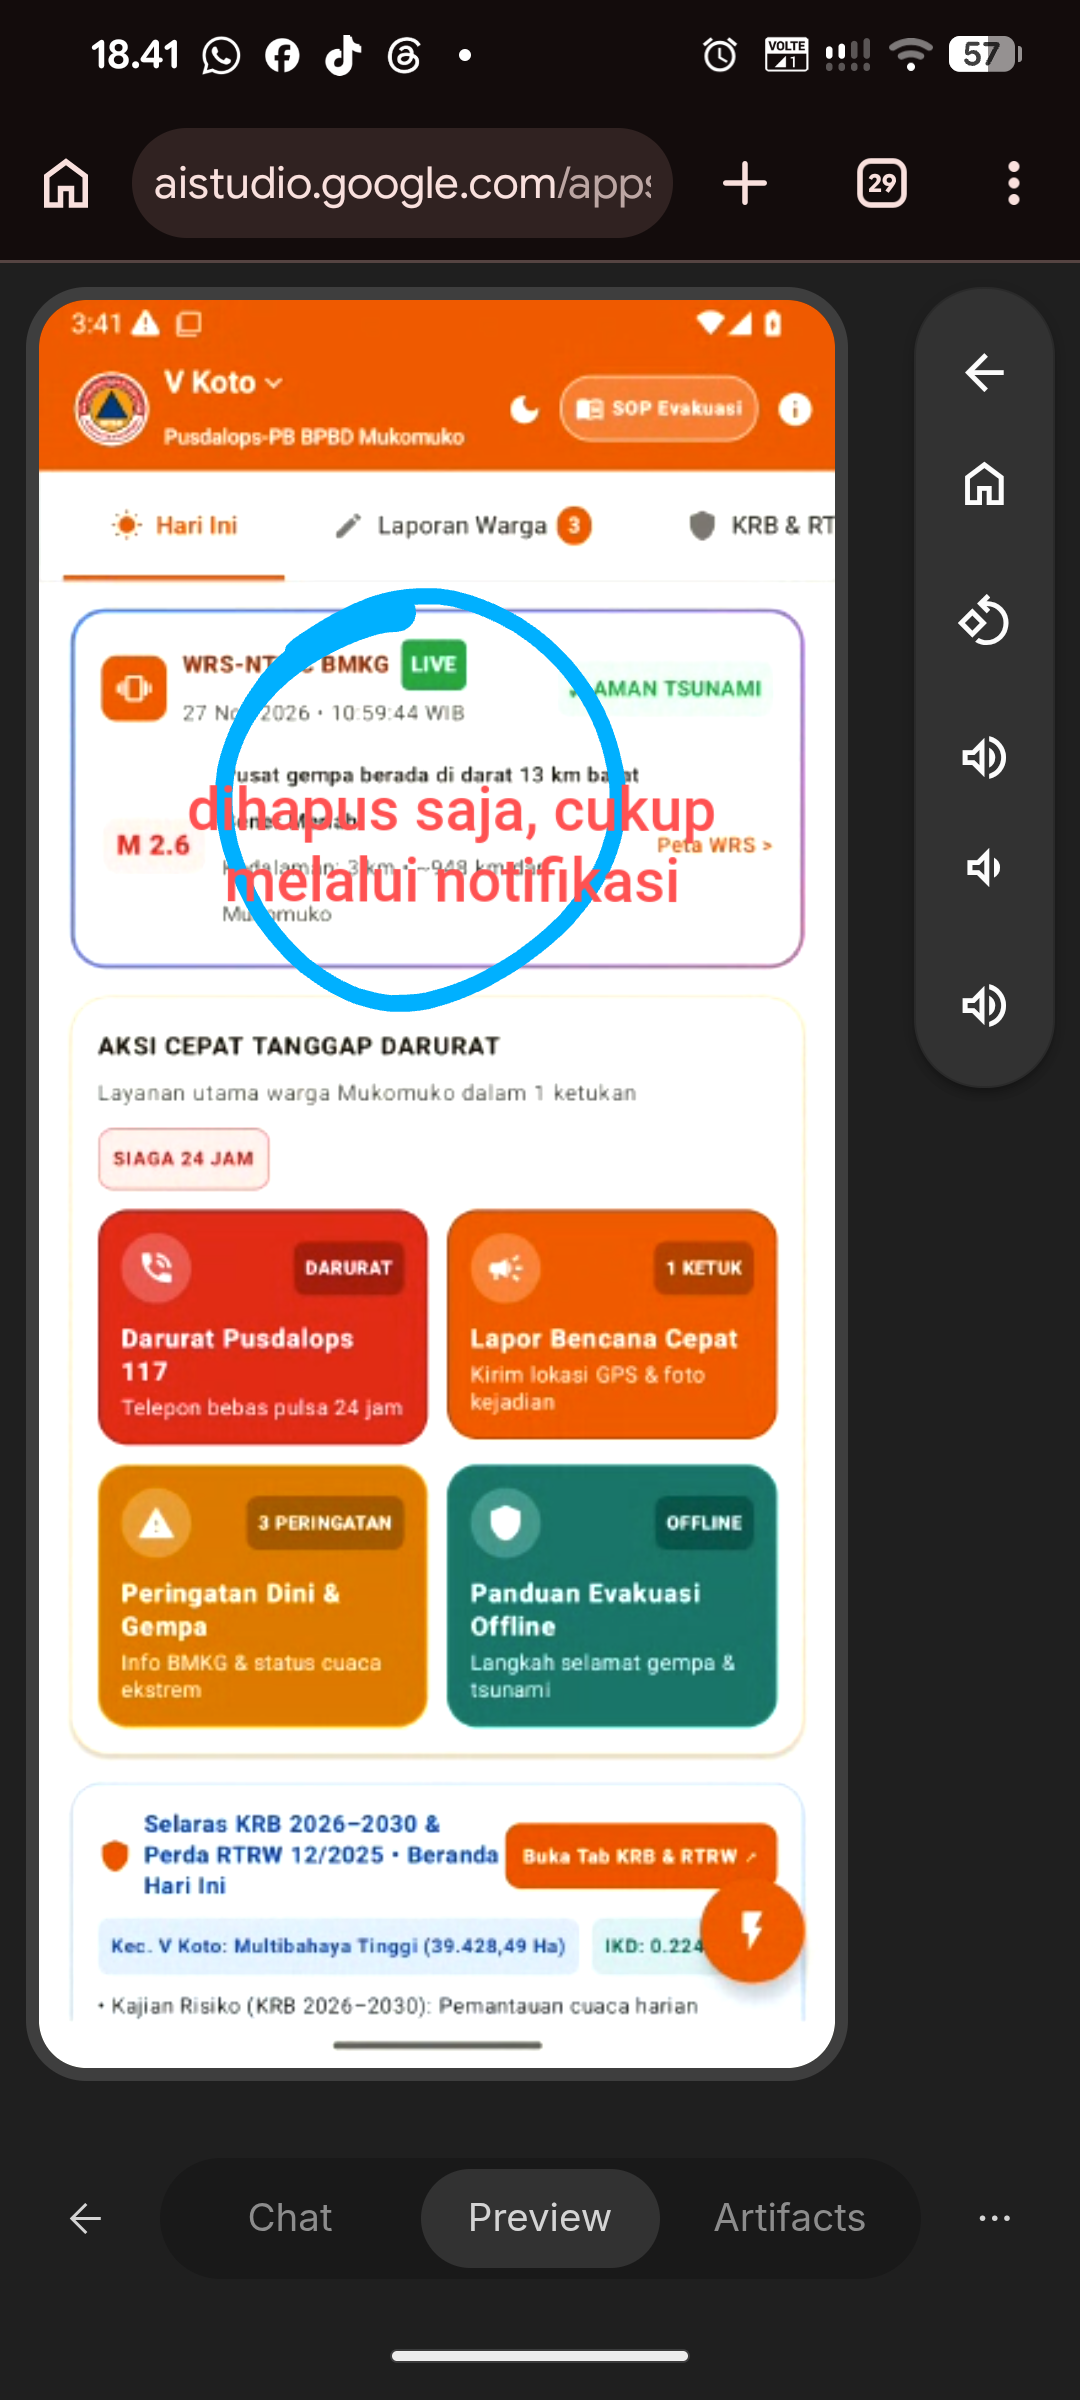 18.41
VOLTE
1
57
aistudio.google.com/apps
29
3:41
V Koto
Pusdalops-PB BPBD Mukomuko
SOP Evakuasi
Hari Ini
Laporan Warga 3
KRB & RT
BMKG LIVE
27 2026 • 10:59:44 WIB
AMAN TSUNAMI
gempa berada di darat 13 km
dihapus saja, cukup
M 2.6
Peta WRS >
melalui notifikasi
AKSI CEPAT TANGGAP DARURAT
Layanan utama warga Mukomuko dalam 1 ketukan
SIAGA 24 JAM
DARURAT
Darurat Pusdalops
117
Telepon bebas pulsa 24 jam
1 KETUK
Lapor Bencana Cepat
Kirim lokasi GPS & foto
kejadian
3 PERINGATAN
Peringatan Dini &
Gempa
Info BMKG & status cuaca
ekstrem
OFFLINE
Panduan Evakuasi
Offline
Langkah selamat gempa &
tsunami
Selaras KRB 2026–2030 &
Perda RTRW 12/2025 • Beranda
Hari Ini
Buka Tab KRB & RTRW ↗
Kec. V Koto: Multibahaya Tinggi (39.428,49 Ha)
IKD: 0.224
• Kajian Risiko (KRB 2026–2030): Pemantauan cuaca harian
Chat
Preview
Artifacts